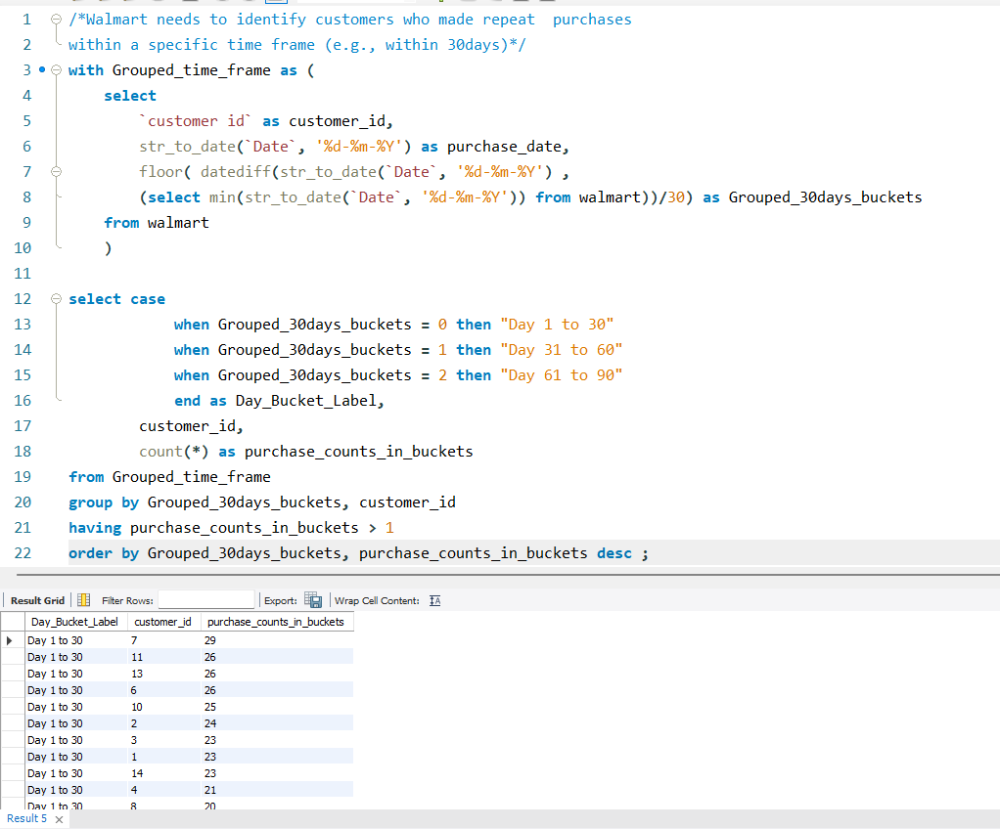 1 /*Walmart needs to identify customers who made repeat  purchases
2 within a specific time frame (e.g., within 30days)*/
3 with Grouped_time_frame as (
4     select
5         `customer id` as customer_id,
6         str_to_date(`Date`, '%d-%m-%Y') as purchase_date,
7         floor( datediff(str_to_date(`Date`, '%d-%m-%Y') ,
8         (select min(str_to_date(`Date`, '%d-%m-%Y')) from walmart))/30) as Grouped_30days_buckets
9     from walmart
10     )
11
12 select case
13             when Grouped_30days_buckets = 0 then "Day 1 to 30"
14             when Grouped_30days_buckets = 1 then "Day 31 to 60"
15             when Grouped_30days_buckets = 2 then "Day 61 to 90"
16             end as Day_Bucket_Label,
17         customer_id,
18         count(*) as purchase_counts_in_buckets
19 from Grouped_time_frame
20 group by Grouped_30days_buckets, customer_id
21 having purchase_counts_in_buckets > 1
22 order by Grouped_30days_buckets, purchase_counts_in_buckets desc ;
Result Grid Filter Rows: Export: Wrap Cell Content: IA
Day_Bucket_Label customer_id purchase_counts_in_buckets
Day 1 to 30 7 29
Day 1 to 30 11 26
Day 1 to 30 13 26
Day 1 to 30 6 26
Day 1 to 30 10 25
Day 1 to 30 2 24
Day 1 to 30 3 23
Day 1 to 30 1 23
Day 1 to 30 14 23
Day 1 to 30 4 21
Day 1 to 30 8 20
Result 5